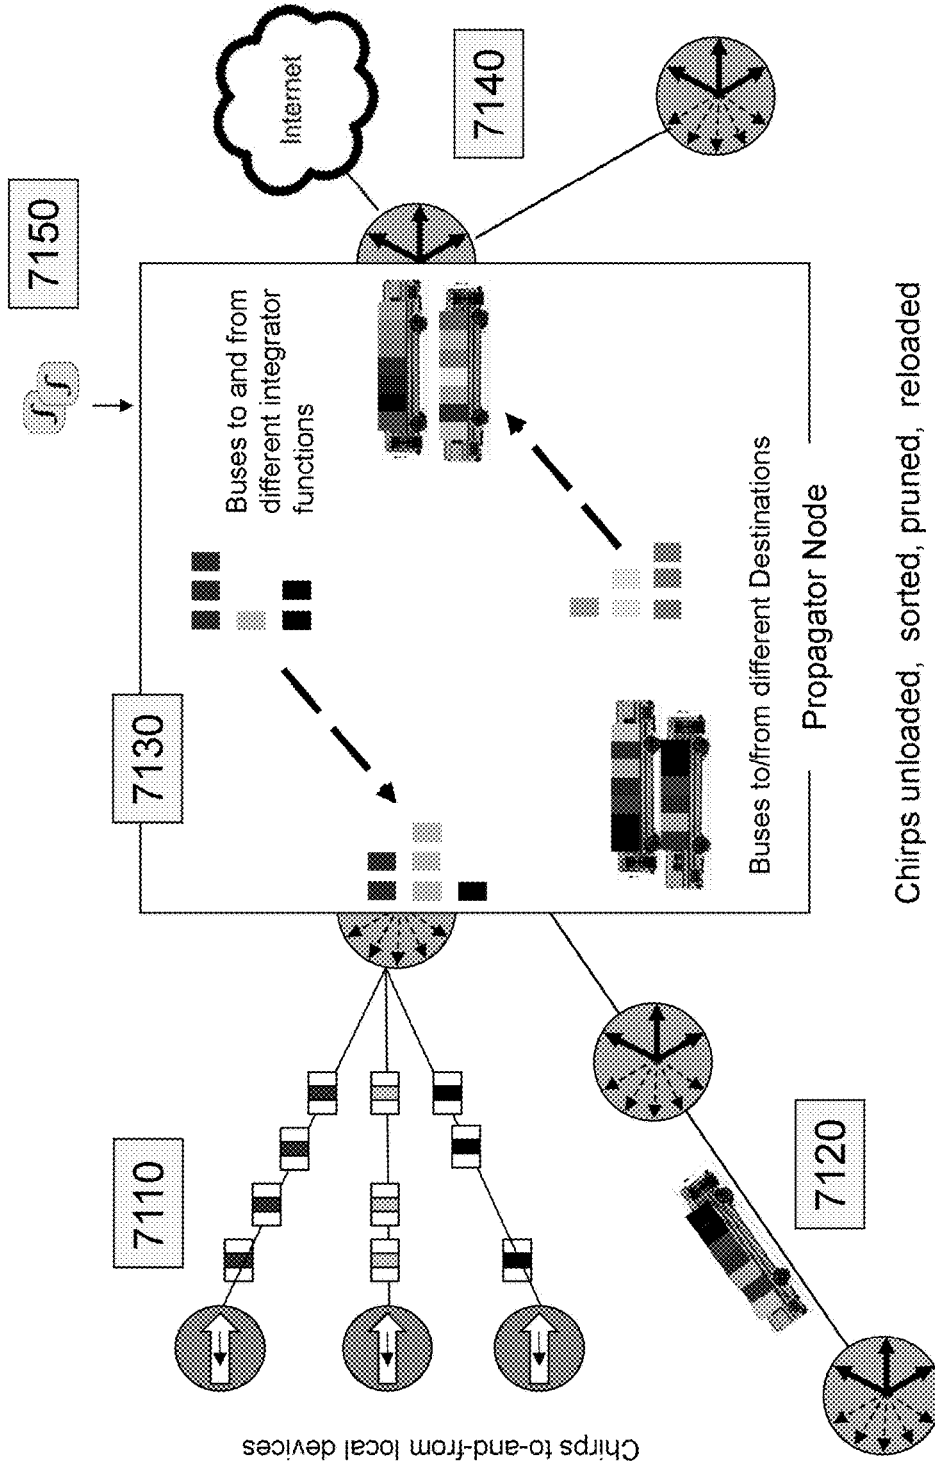 7150
Internet
7140
7130
Buses to and from
different integrator
functions
7110
Chirps to-and-from local devices
7120
Buses to/from different Destinations
Propagator Node
Chirps unloaded, sorted, pruned, reloaded